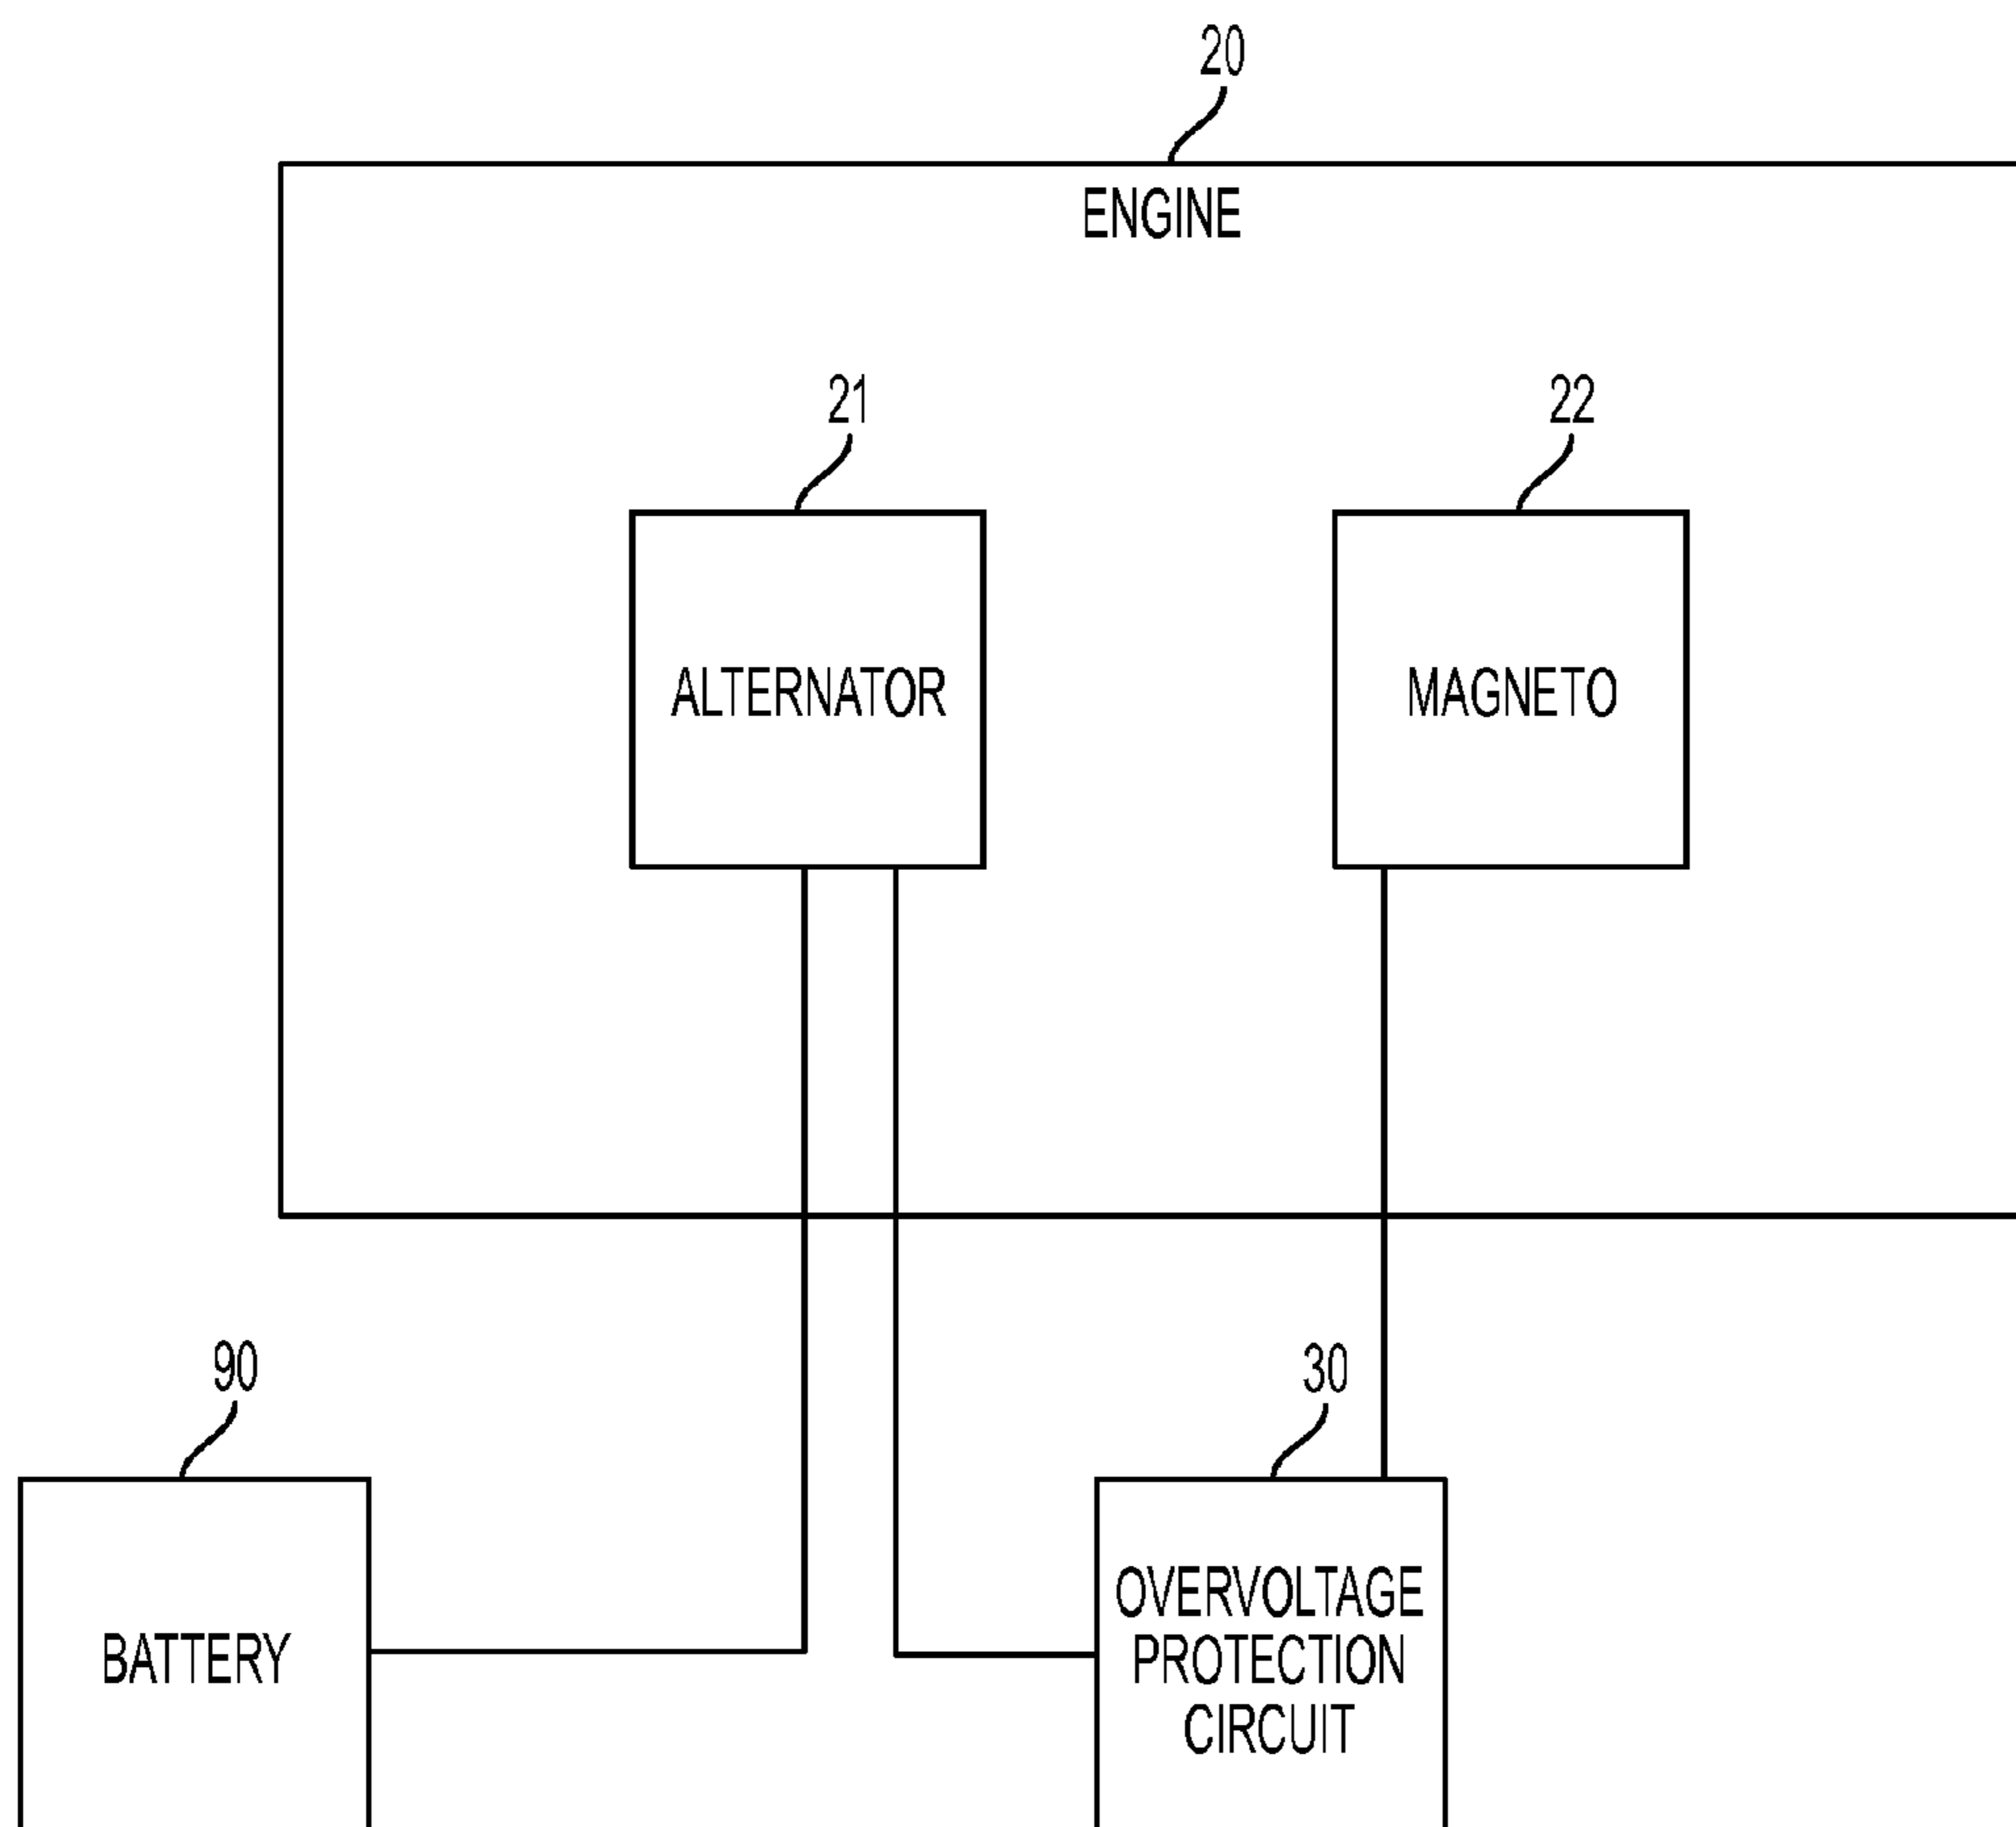 20
ENGINE
21
22
ALTERNATOR
MAGNETO
90
30
BATTERY
OVERVOLTAGE
PROTECTION
CIRCUIT